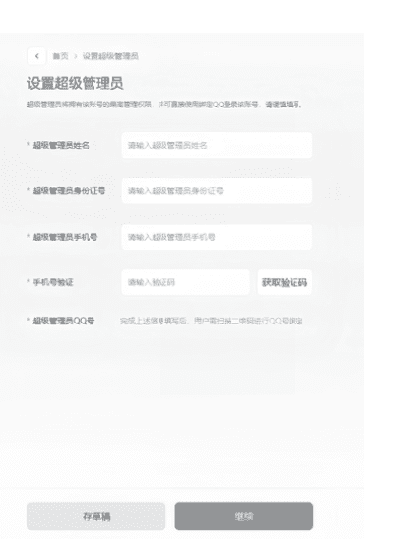 首页 > 设置超级管理员
设置超级管理员
超级管理员将拥有该账号的最高管理权限，并可直接使用绑定QQ登录该账号，请谨慎填写。
* 超级管理员姓名
请输入超级管理员姓名
* 超级管理员身份证号
请输入超级管理员身份证号
* 超级管理员手机号
请输入超级管理员手机号
* 手机号验证
请输入验证码
获取验证码
* 超级管理员QQ号
完成上述信息填写后，用户需扫描二维码进行QQ号绑定
存草稿
继续